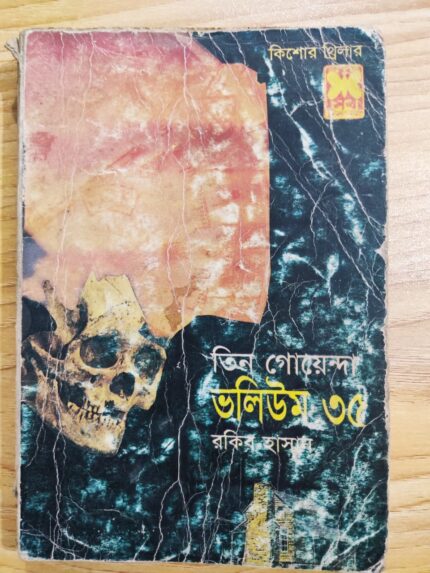 কিশোর থ্রিলার
সেবা
তিন গোয়েন্দা
ভলিউম ৩৫
রকিব হাসান